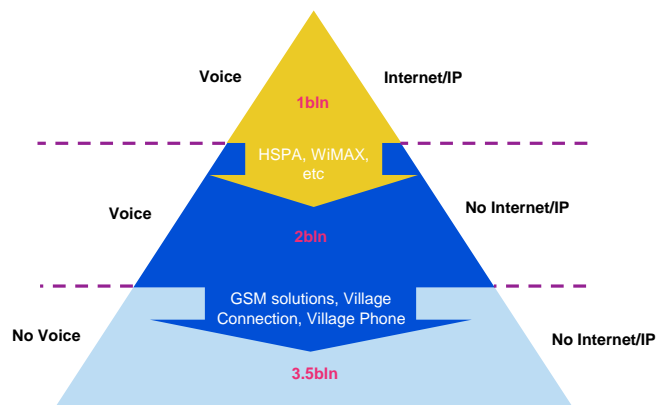 Voice
Internet/IP
1bln
HSPA, WiMAX,
etc
Voice
No Internet/IP
2bln
GSM solutions, Village
Connection, Village Phone
No Voice
No Internet/IP
3.5bln